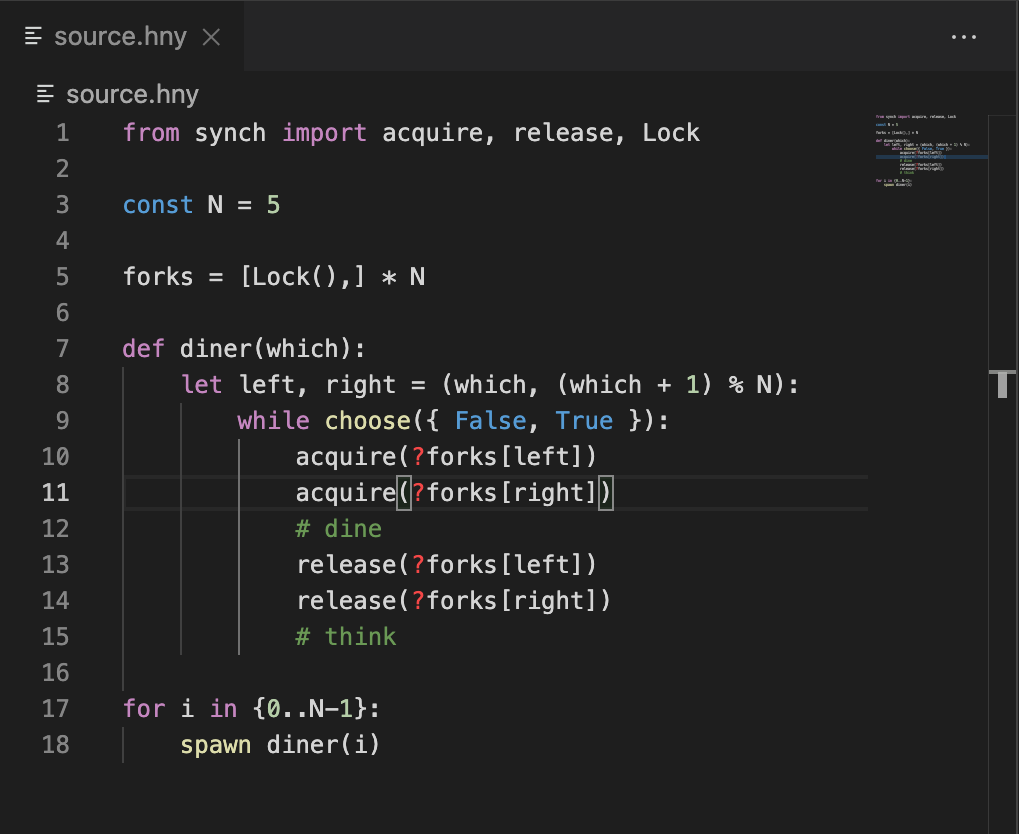 source.hny
...
source.hny
1 from synch import acquire, release, Lock
2
3 const N = 5
4
5 forks = [Lock(),] * N
6
7 def diner(which):
8     let left, right = (which, (which + 1) % N):
9         while choose({ False, True }):
10             acquire(?forks[left])
11             acquire(?forks[right])
12             # dine
13             release(?forks[left])
14             release(?forks[right])
15             # think
16
17 for i in {0..N-1}:
18     spawn diner(i)